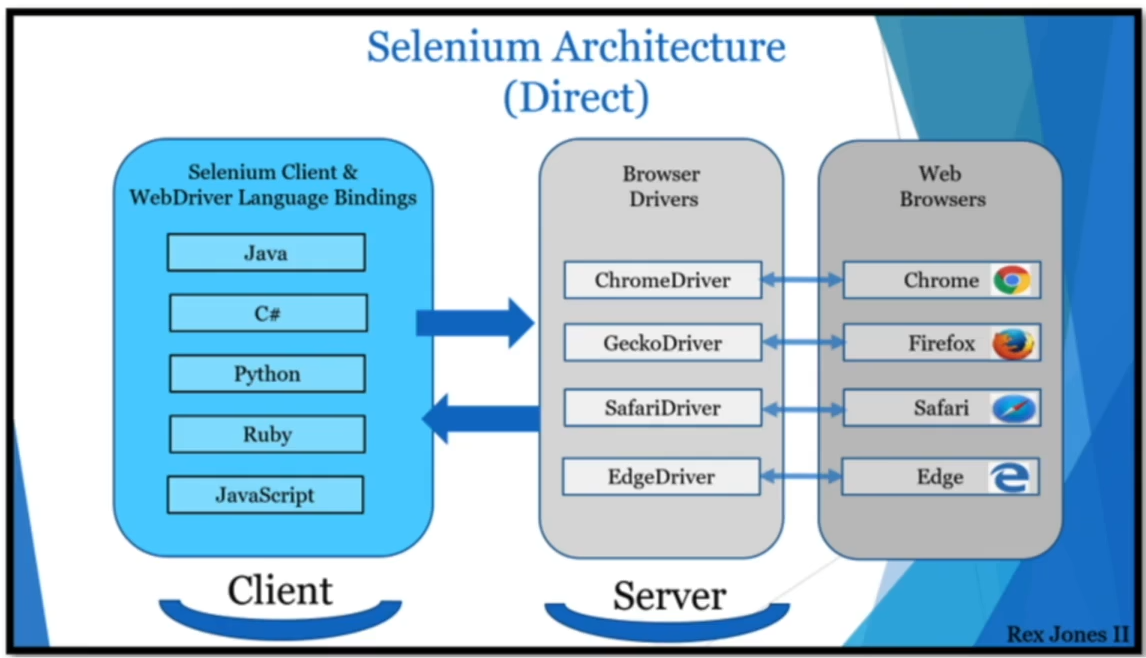 Selenium Architecture
(Direct)
Selenium Client &
WebDriver Language Bindings
Java
C#
Python
Ruby
JavaScript
Client
Browser
Drivers
ChromeDriver
GeckoDriver
SafariDriver
EdgeDriver
Server
Web
Browsers
Chrome
Firefox
Safari
Edge
Rex Jones II